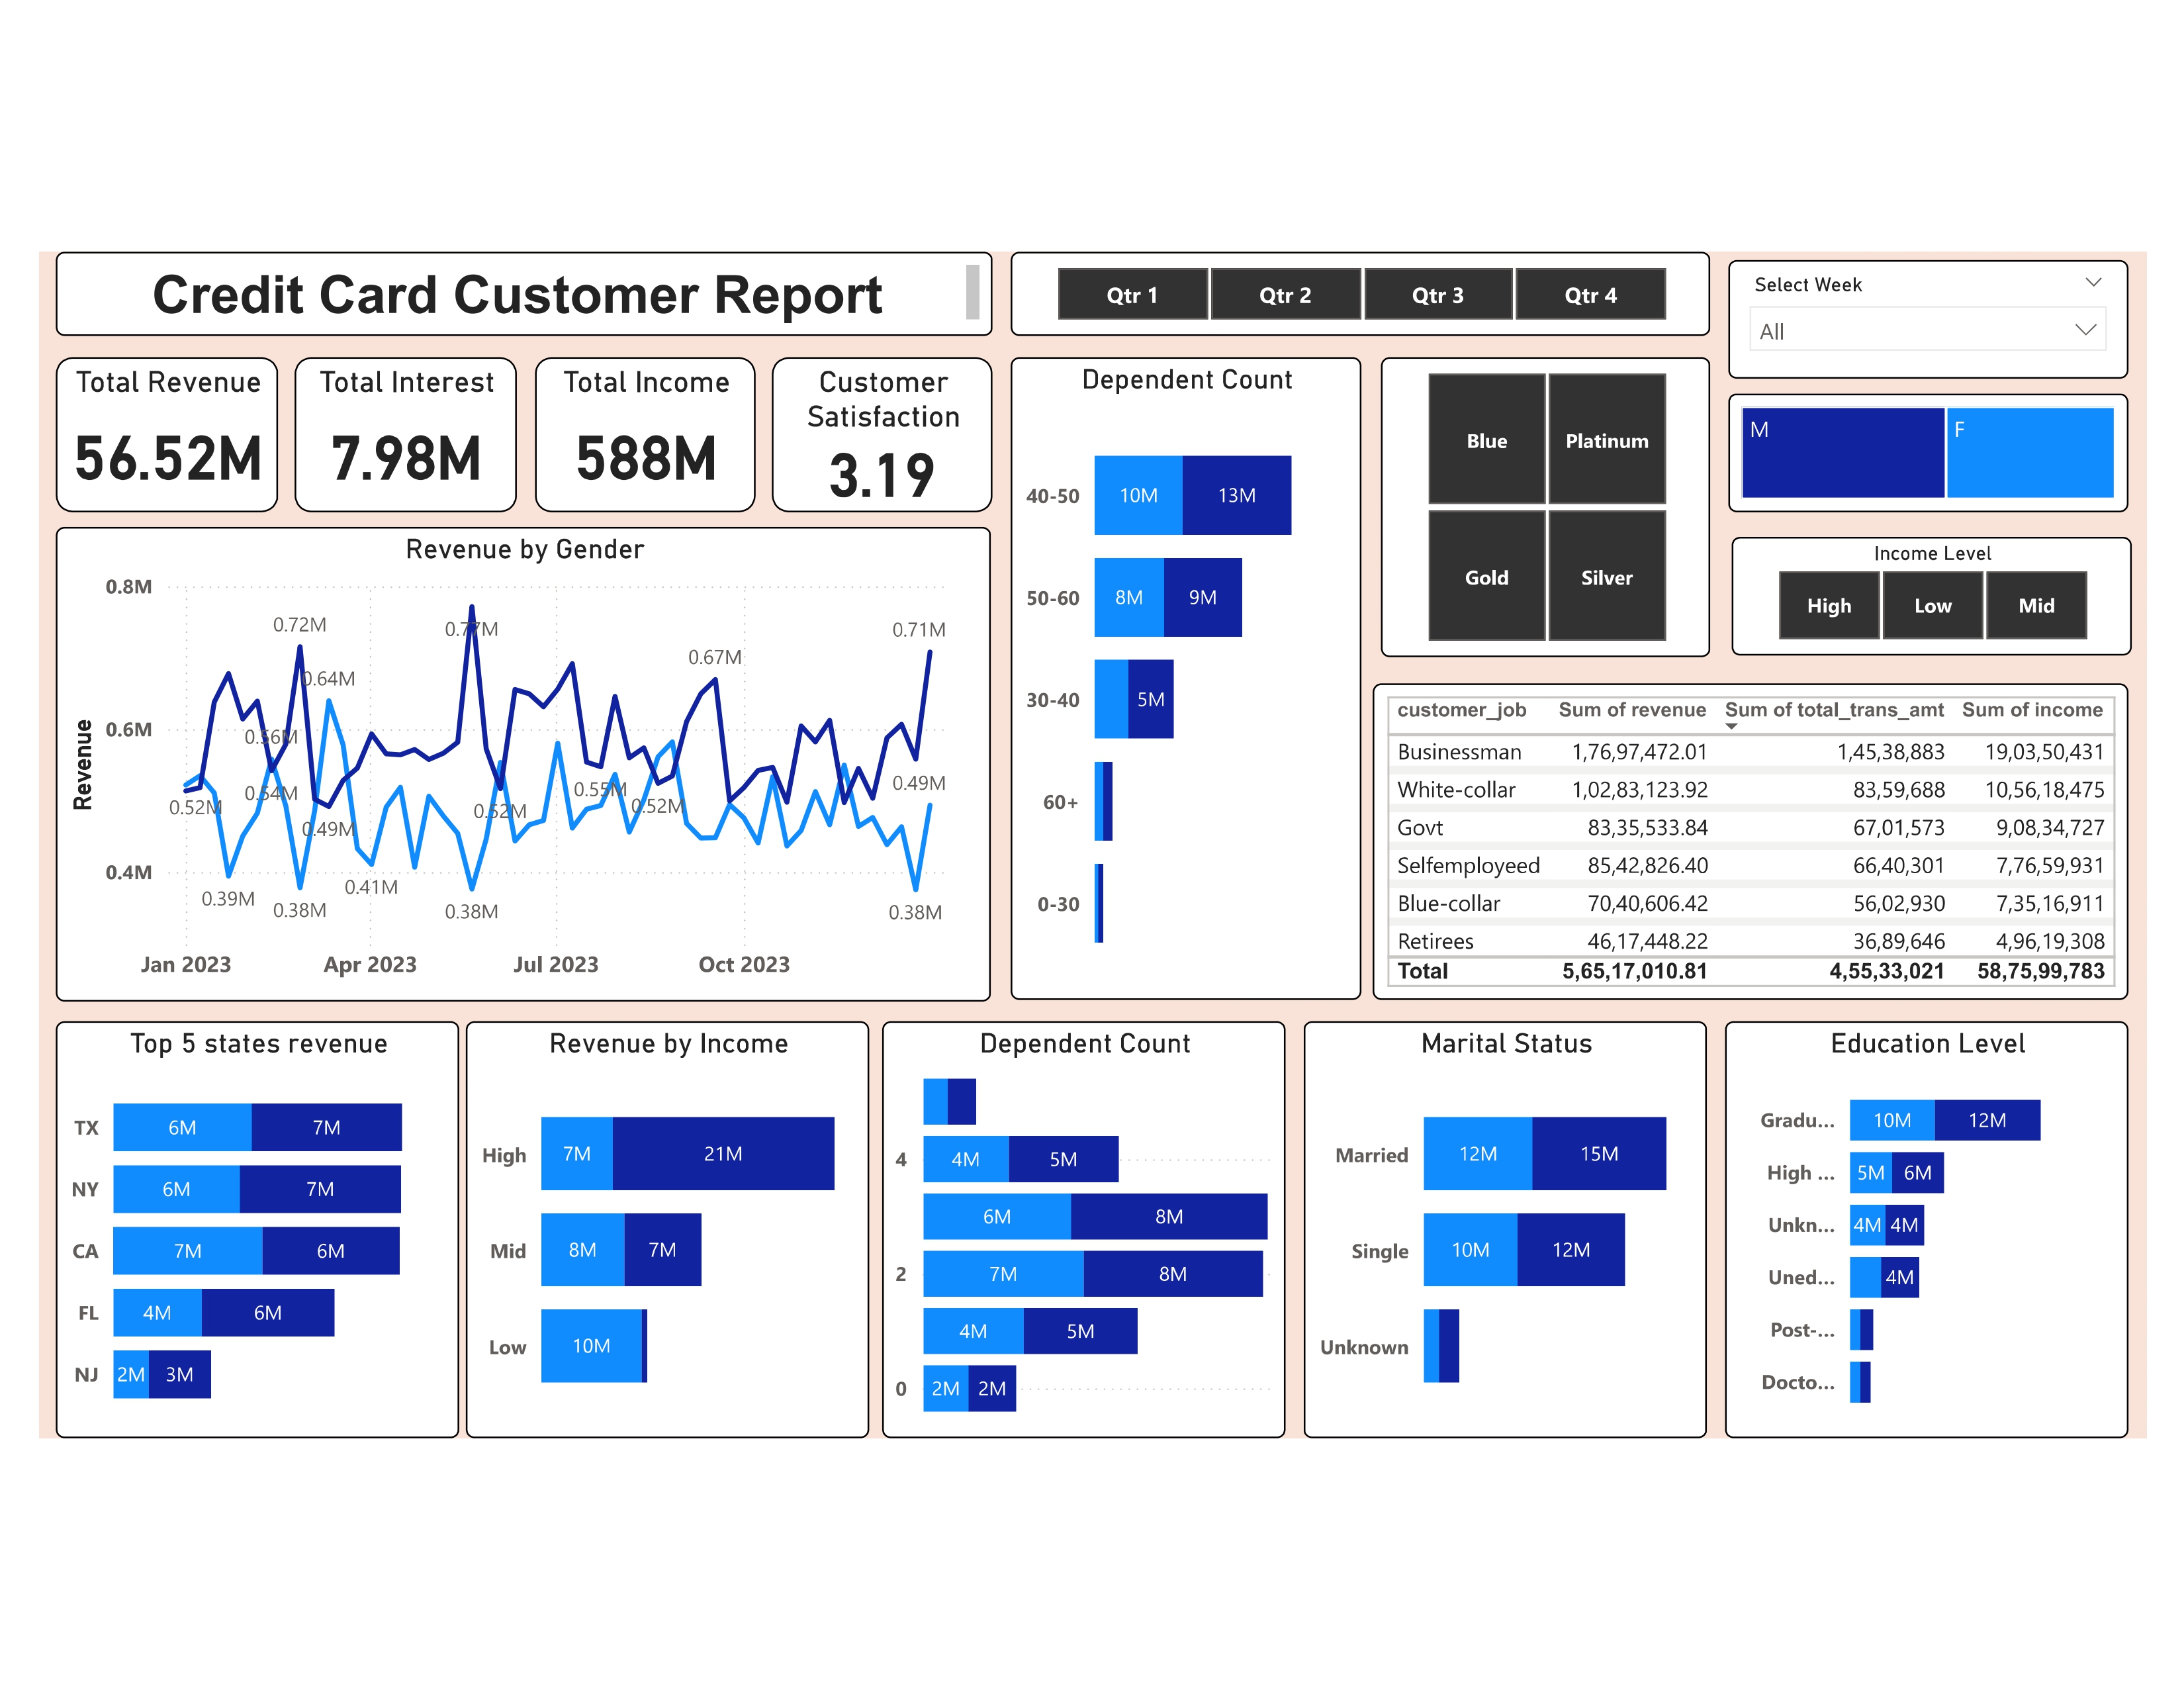 Credit Card Customer Report
Qtr 1 Qtr 2 Qtr 3 Qtr 4
Select Week
All
Total Revenue
56.52M
Total Interest
7.98M
Total Income
588M
Customer
Satisfaction
3.19
M F
Income Level
High Low Mid
Blue Platinum
Gold Silver
Revenue by Gender
Revenue
0.8M
0.6M
0.4M
0.72M
0.77M
0.71M
0.67M
0.64M
0.56M
0.54M
0.52M
0.49M
0.52M
0.55M
0.52M
0.49M
0.39M
0.38M
0.41M
0.38M
0.38M
Jan 2023 Apr 2023 Jul 2023 Oct 2023
Dependent Count
40-50 10M 13M
50-60 8M 9M
30-40 5M
60+
0-30
customer_job Sum of revenue Sum of total_trans_amt Sum of income
Businessman 1,76,97,472.01 1,45,38,883 19,03,50,431
White-collar 1,02,83,123.92 83,59,688 10,56,18,475
Govt 83,35,533.84 67,01,573 9,08,34,727
Selfemployeed 85,42,826.40 66,40,301 7,76,59,931
Blue-collar 70,40,606.42 56,02,930 7,35,16,911
Retirees 46,17,448.22 36,89,646 4,96,19,308
Total 5,65,17,010.81 4,55,33,021 58,75,99,783
Top 5 states revenue
TX 6M 7M
NY 6M 7M
CA 7M 6M
FL 4M 6M
NJ 2M 3M
Revenue by Income
High 7M 21M
Mid 8M 7M
Low 10M
Dependent Count
4 4M 5M
6M 8M
2 7M 8M
4M 5M
0 2M 2M
Marital Status
Married 12M 15M
Single 10M 12M
Unknown
Education Level
Gradu... 10M 12M
High ... 5M 6M
Unkn... 4M 4M
Uned... 4M
Post-...
Docto...